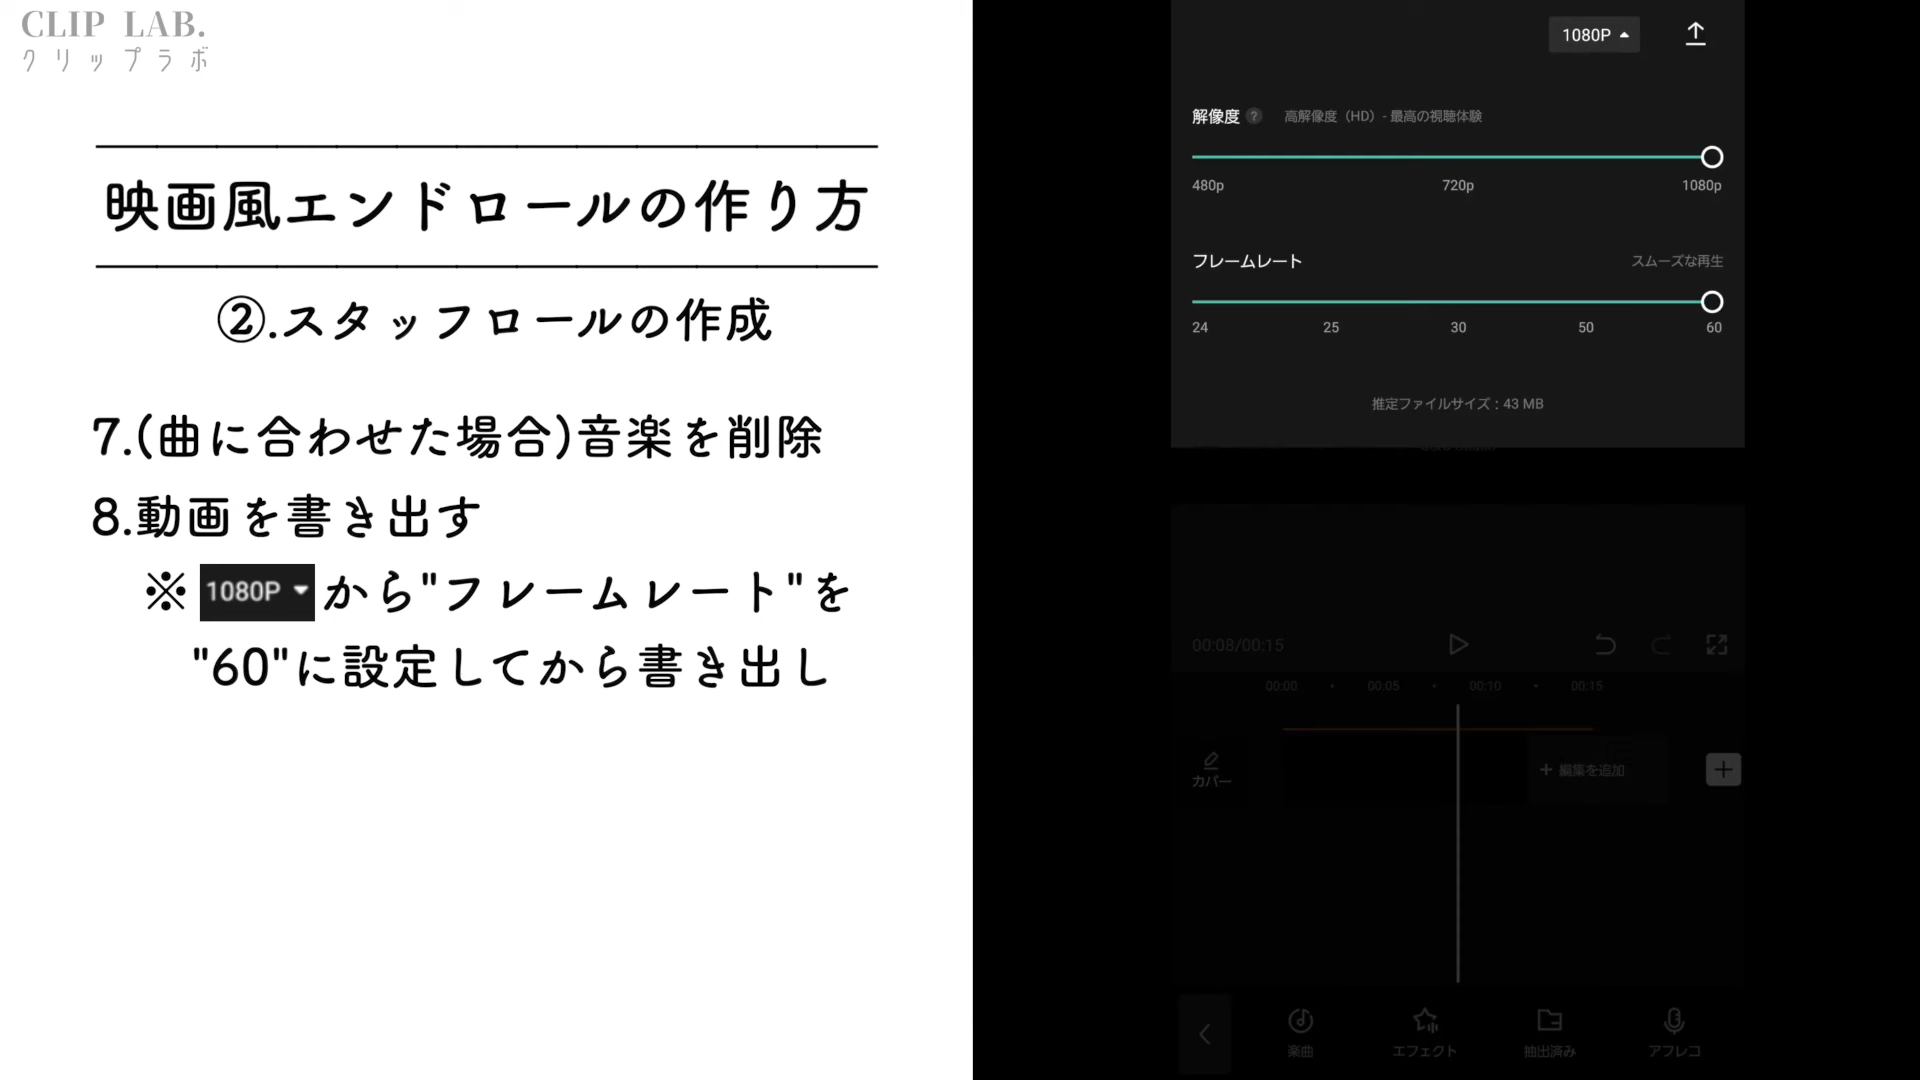 CLIP LAB.
クリップラボ
映画風エンドロールの作り方
②.スタッフロールの作成
7.(曲に合わせた場合)音楽を削除
8.動画を書き出す
※ 1080P から"フレームレート"を
"60"に設定してから書き出し
1080P
解像度 ? 高解像度（HD）- 最高の視聴体験
480p 720p 1080p
フレームレート スムーズな再生
24 25 30 50 60
推定ファイルサイズ：43 MB
00:08/00:15
00:00 00:05 00:10 00:15
カバー
+ 編集を追加
楽曲 エフェクト 抽出済み アフレコ